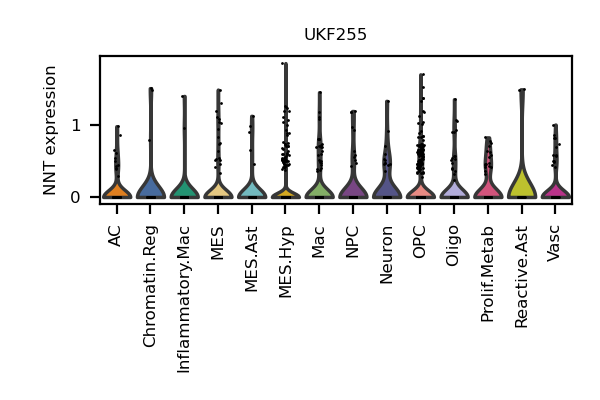 UKF255
NNT expression
1
0
AC
Chromatin.Reg
Inflammatory.Mac
MES
MES.Ast
MES.Hyp
Mac
NPC
Neuron
OPC
Oligo
Prolif.Metab
Reactive.Ast
Vasc